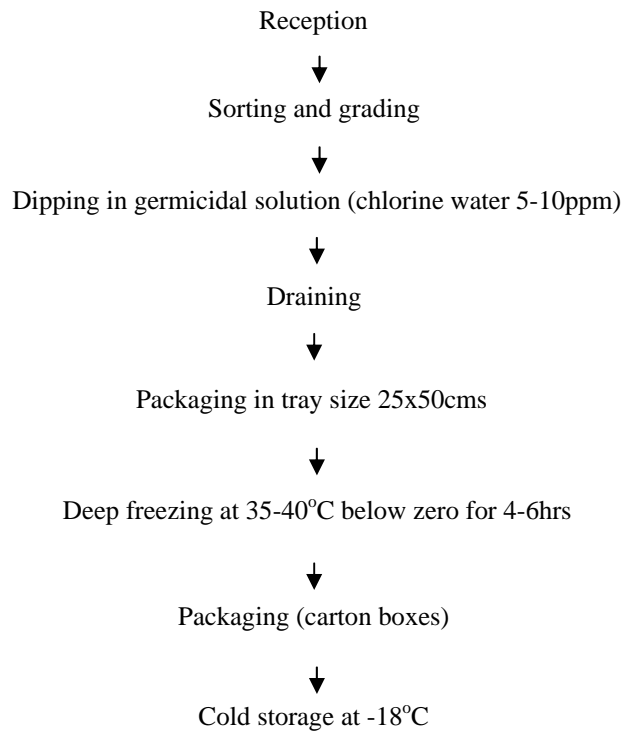 Reception
Sorting and grading
Dipping in germicidal solution (chlorine water 5-10ppm)
Draining
Packaging in tray size 25x50cms
Deep freezing at 35-40°C below zero for 4-6hrs
Packaging (carton boxes)
Cold storage at -18°C